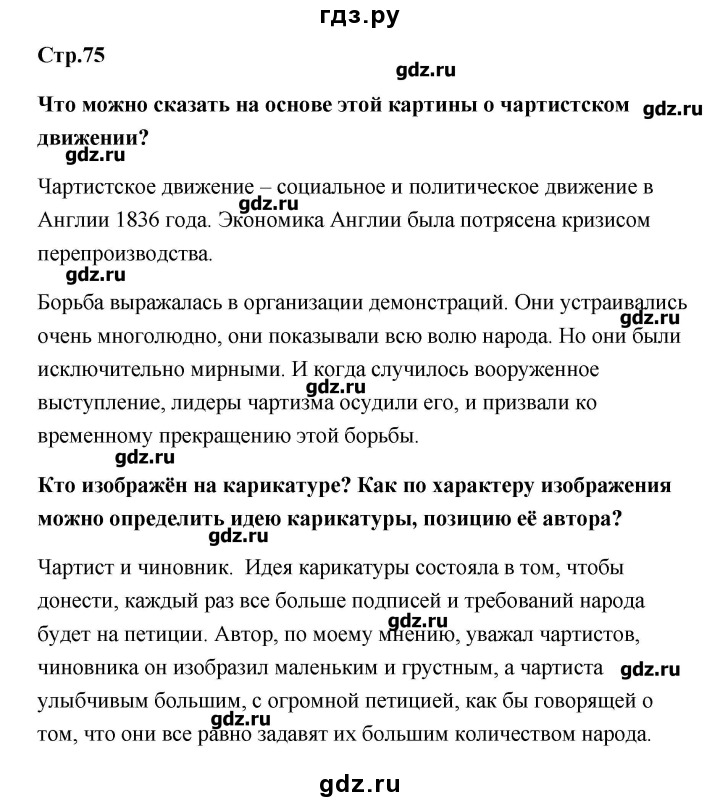 гдз.ру
Стр.75
gdz.ru
Что можно сказать на основе этой картины о чартистском
gdz.ru
движении?
gdz.ru
Чартистское движение – социальное и политическое движение в
gdz.ru
Англии 1836 года. Экономика Англии была потрясена кризисом
перепроизводства.
gdz.ru
Борьба выражалась в организации демонстраций. Они устраивались
gdz.ru
очень многолюдно, они показывали всю волю народа. Но они были
исключительно мирными. И когда случилось вооруженное
gdz.ru
выступление, лидеры чартизма осудили его, и призвали ко
временному прекращению этой борьбы.
gdz.ru
Кто изображён на карикатуре? Как по характеру изображения
можно определить идею карикатуры, позицию её автора?
gdz.ru
Чартист и чиновник. Идея карикатуры состояла в том, чтобы
донести, каждый раз все больше подписей и требований народа
gdz.ru
будет на петиции. Автор, по моему мнению, уважал чартистов,
чиновника он изобразил маленьким и грустным, а чартиста
gdz.ru
улыбчивым большим, с огромной петицией, как бы говорящей о
gdz.ru
том, что они все равно задавят их большим количеством народа.
gdz.ru